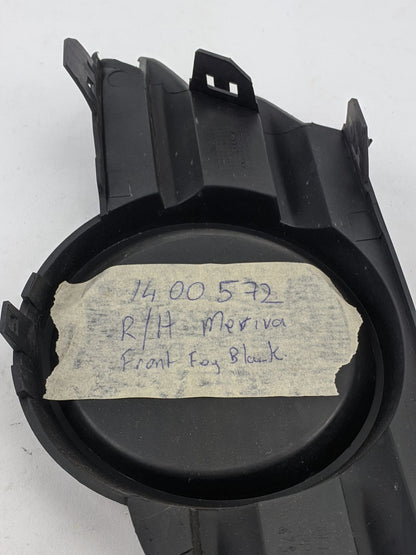 1400572
R/H Meriva
Front Fog Blank